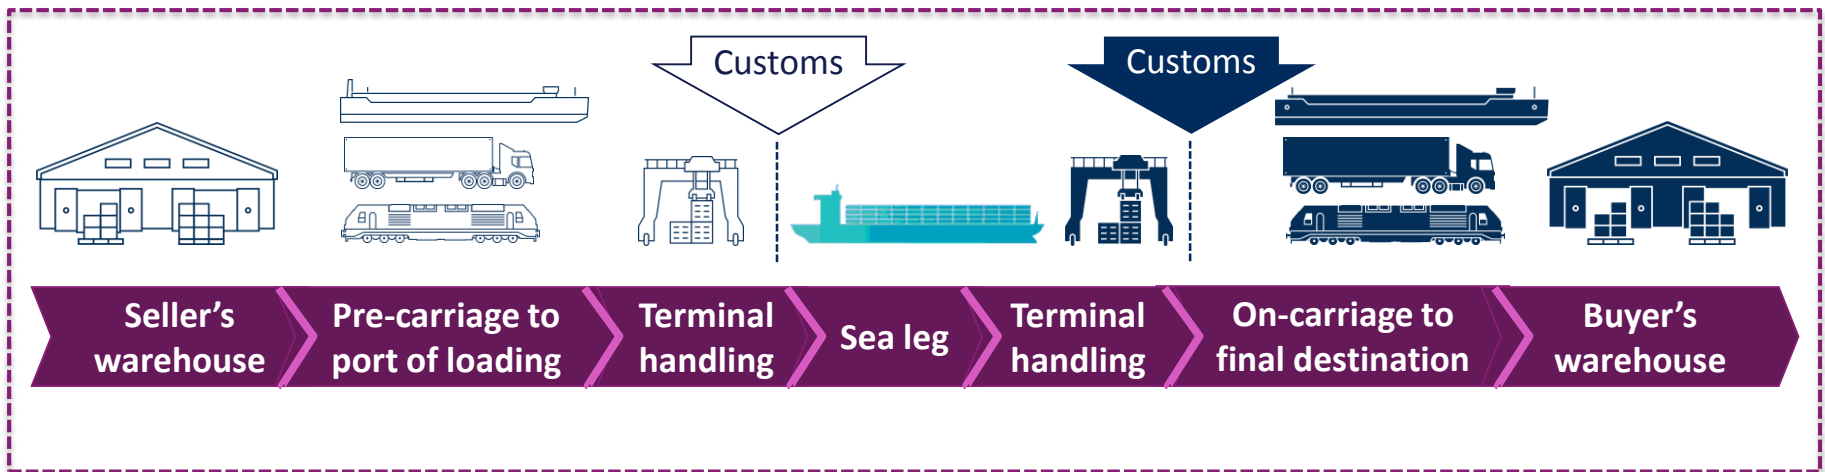 Customs
Customs
Seller’s
warehouse
Pre-carriage to
port of loading
Terminal
handling
Sea leg
Terminal
handling
On-carriage to
final destination
Buyer’s
warehouse